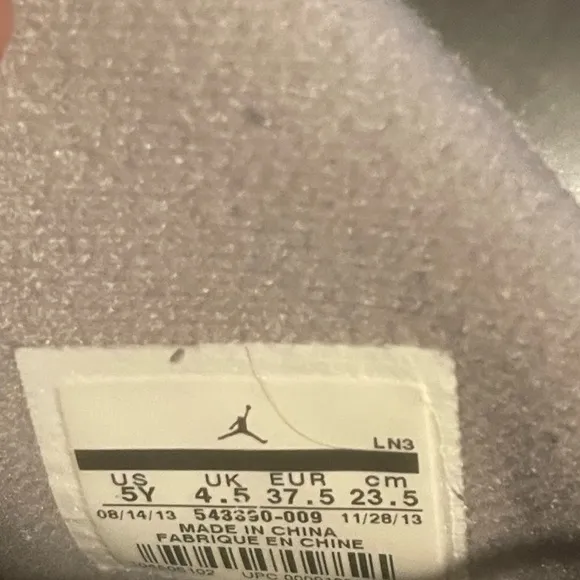 LN3
US UK EUR cm
5Y 4.5 37.5 23.5
08/14/13 543390-009 11/28/13
MADE IN CHINA
FABRIQUE EN CHINE
UPC